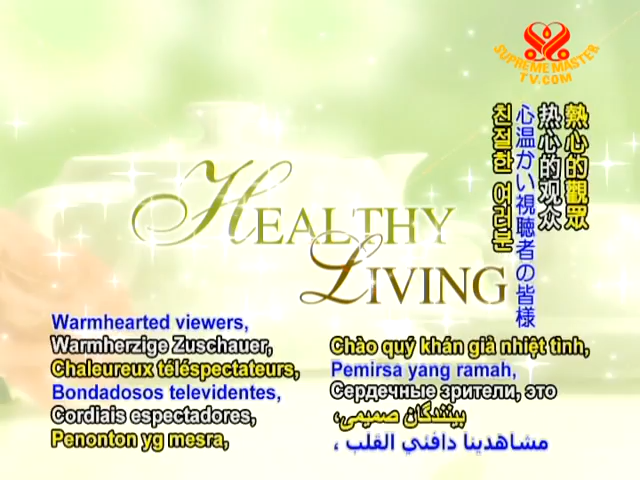 SUPREME MASTER
TV.COM
熱心的觀眾
热心的观众
心温かい視聴者の皆様
친절한 여러분
HEALTHY
LIVING
Warmhearted viewers,
Warmherzige Zuschauer,
Chaleureux téléspectateurs,
Bondadosos televidentes,
Cordiais espectadores,
Penonton yg mesra,
Chào quý khán giả nhiệt tình,
Pemirsa yang ramah,
Сердечные зрители, это
بینندگان صمیمی،
مشاهدينا دافئي القلب ،